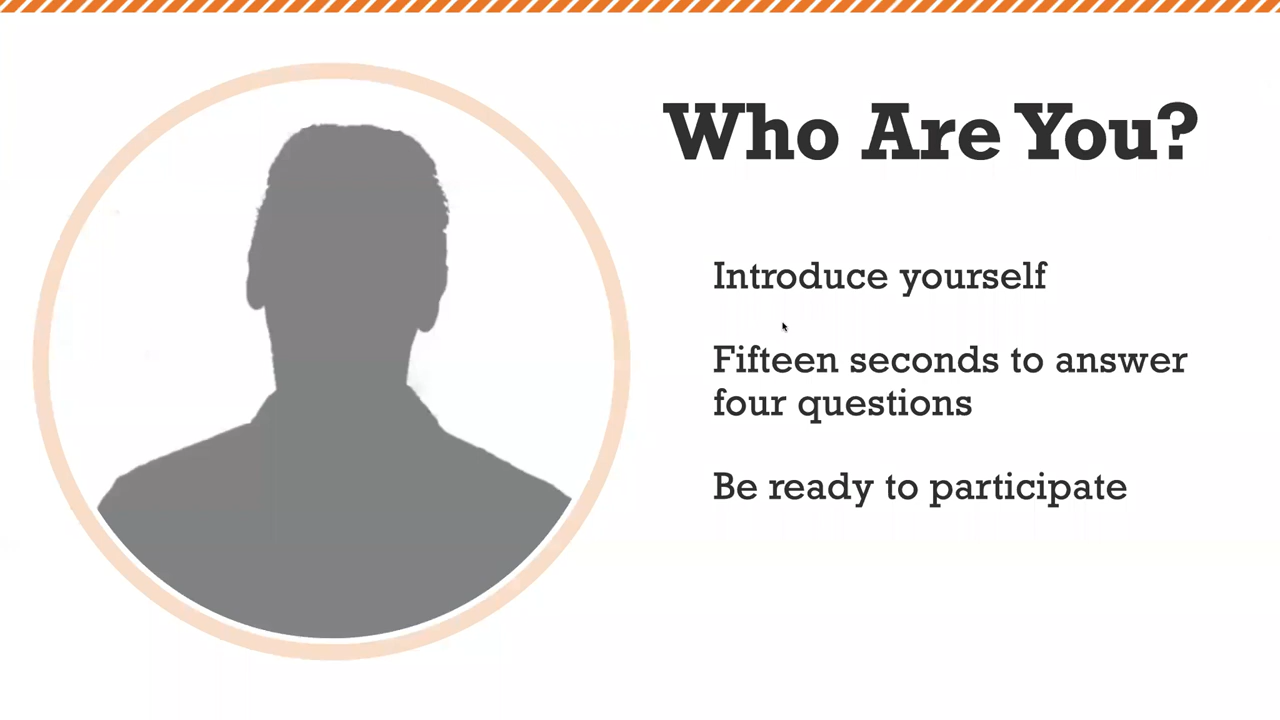 Who Are You?
Introduce yourself
Fifteen seconds to answer
four questions
Be ready to participate